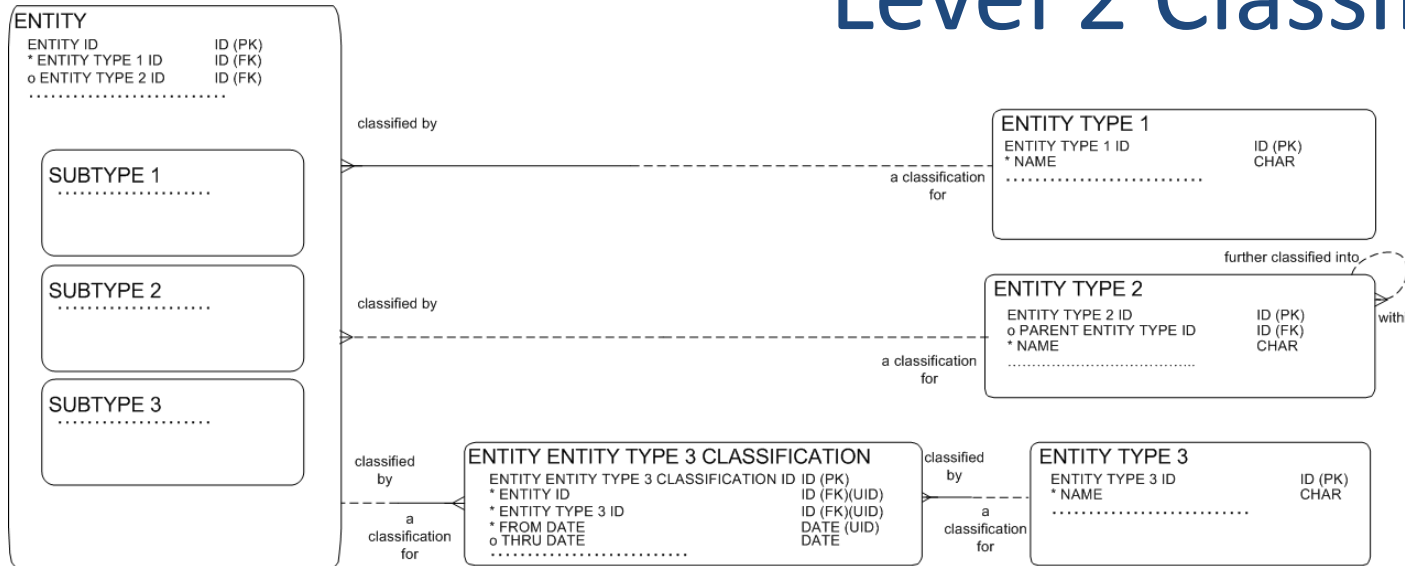 Level 2 Classifi
ENTITY
ENTITY ID ID (PK)
* ENTITY TYPE 1 ID ID (FK)
o ENTITY TYPE 2 ID ID (FK)
SUBTYPE 1
SUBTYPE 2
SUBTYPE 3
classified by
a classification
for
ENTITY TYPE 1
ENTITY TYPE 1 ID ID (PK)
* NAME CHAR
further classified into
classified by
a classification
for
ENTITY TYPE 2
ENTITY TYPE 2 ID ID (PK)
o PARENT ENTITY TYPE ID ID (FK)
* NAME CHAR
with
classified
by
a
classification
for
ENTITY ENTITY TYPE 3 CLASSIFICATION
ENTITY ENTITY TYPE 3 CLASSIFICATION ID ID (PK)
* ENTITY ID ID (FK)(UID)
* ENTITY TYPE 3 ID ID (FK)(UID)
* FROM DATE DATE (UID)
o THRU DATE DATE
classified
by
a
classification
for
ENTITY TYPE 3
ENTITY TYPE 3 ID ID (PK)
* NAME CHAR